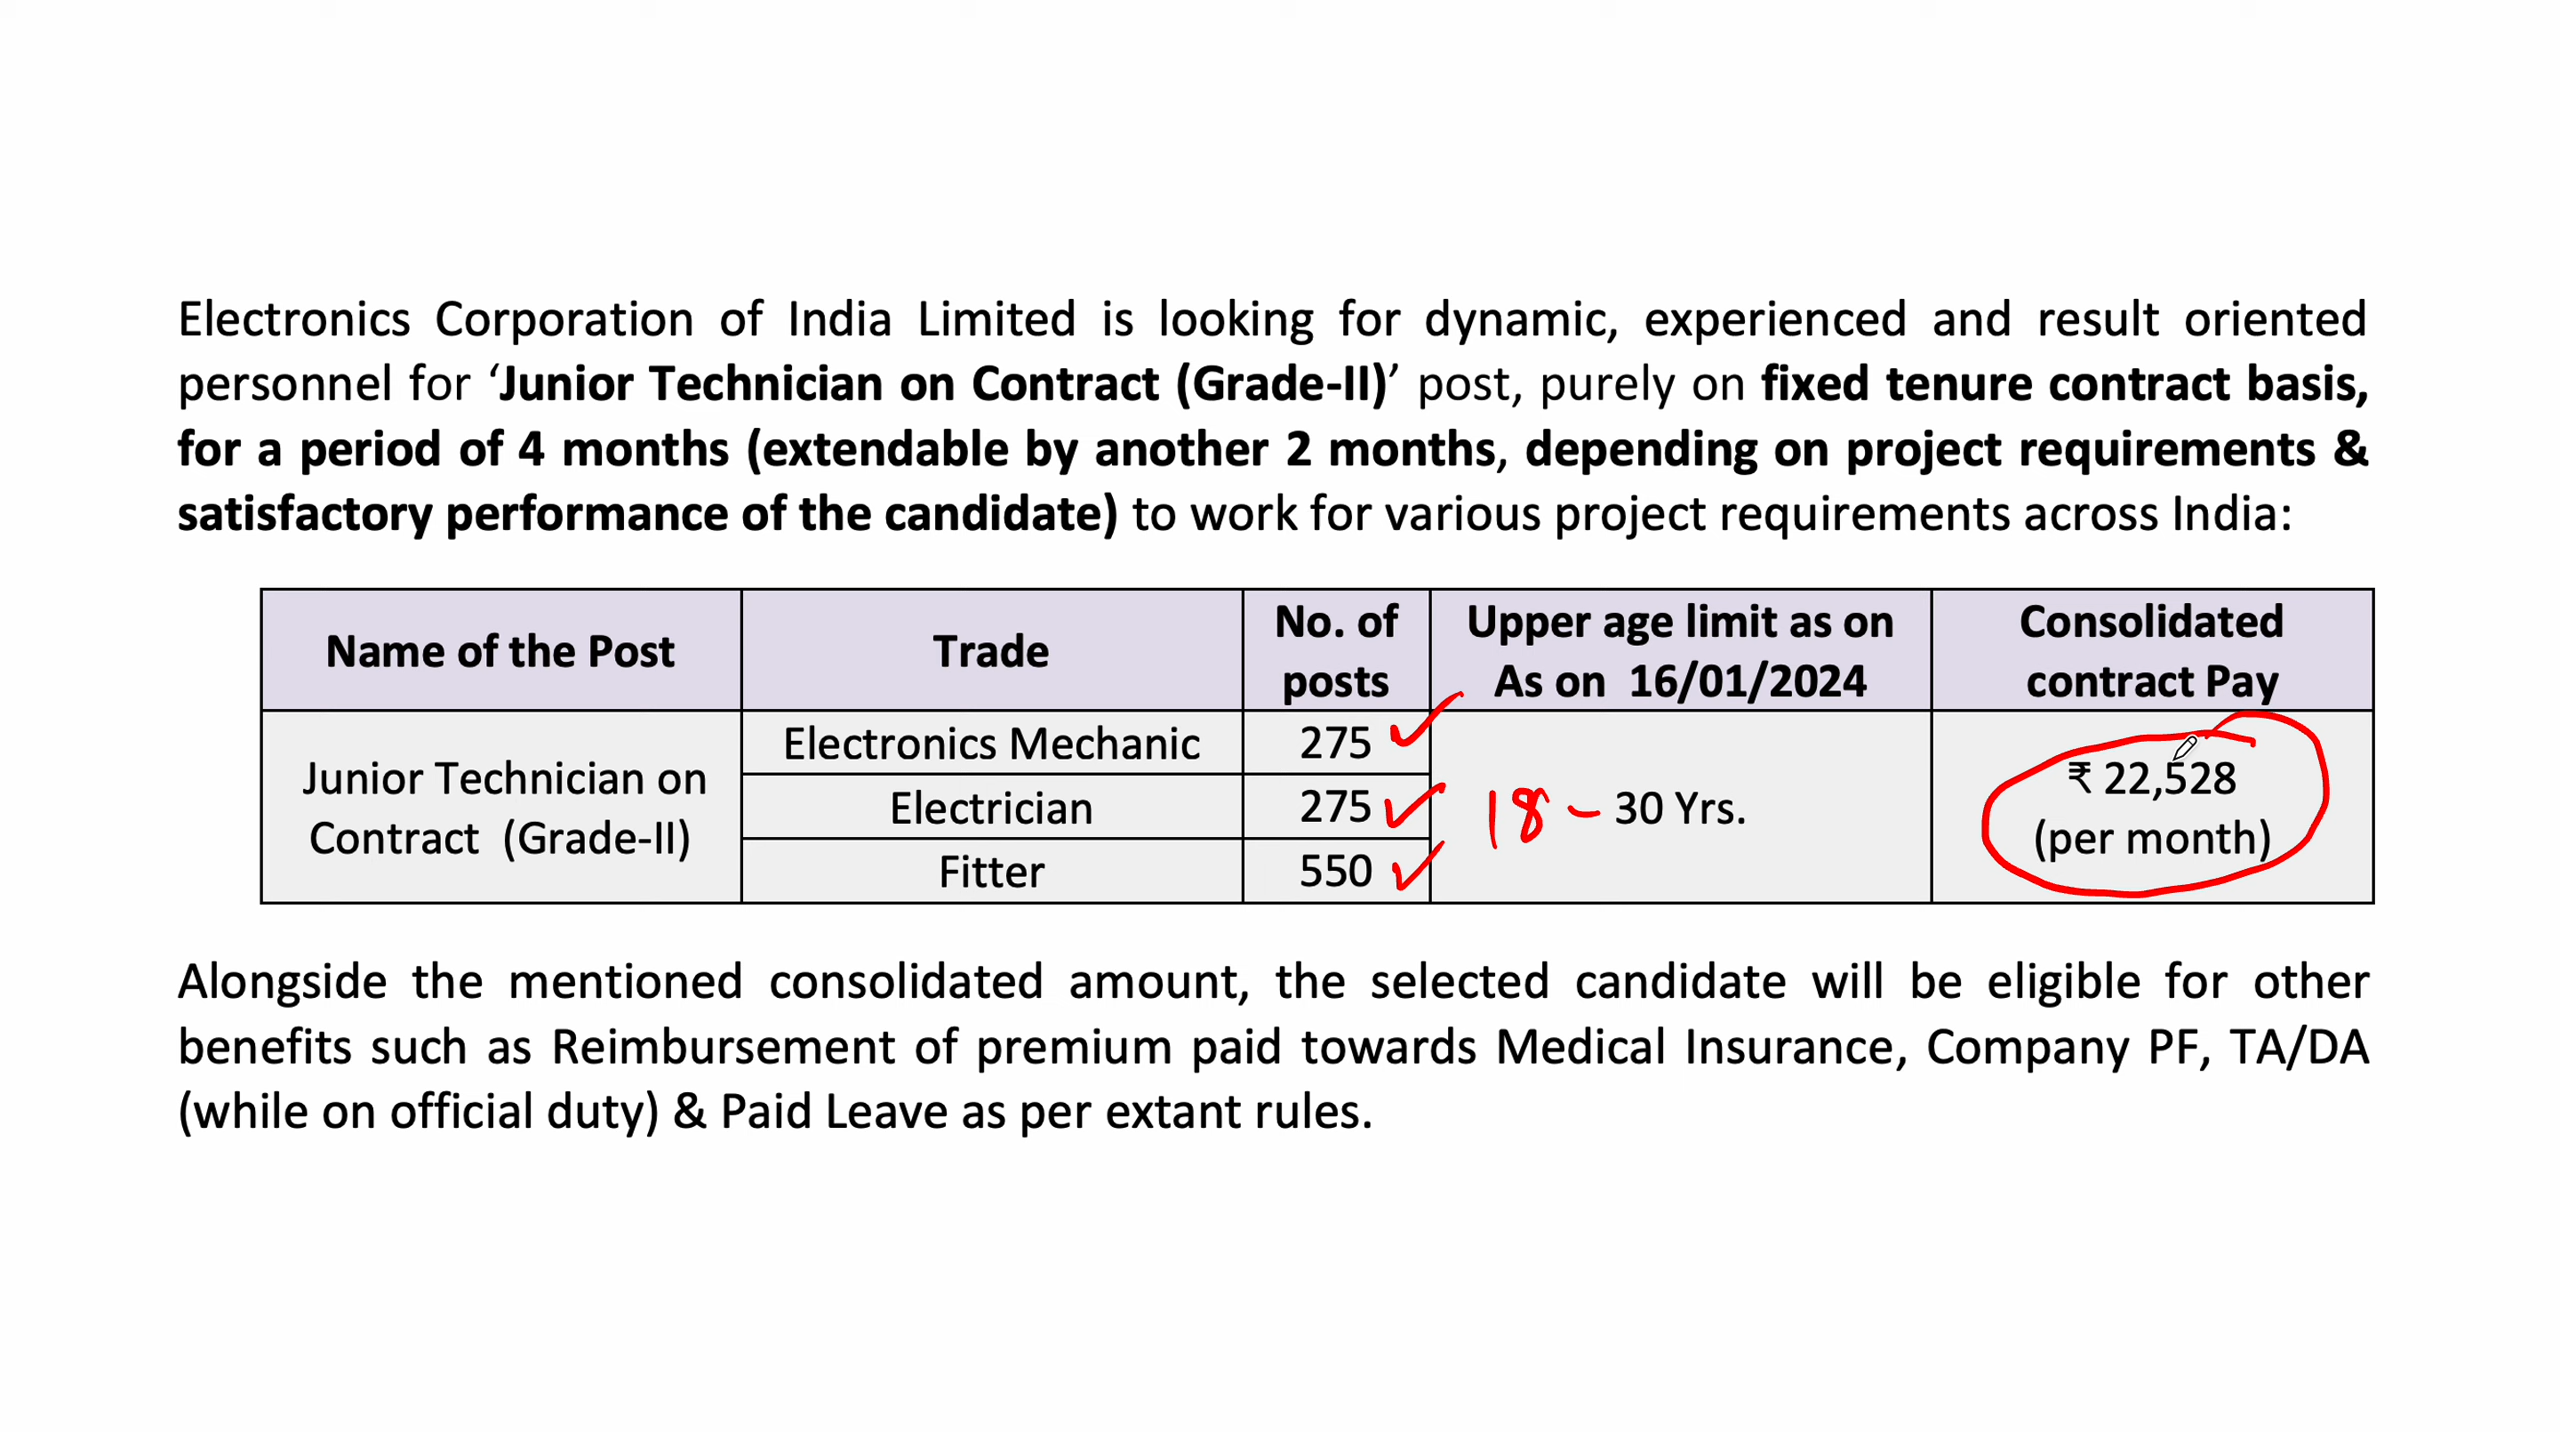 Electronics Corporation of India Limited is looking for dynamic, experienced and result oriented
personnel for ‘Junior Technician on Contract (Grade-II)’ post, purely on fixed tenure contract basis,
for a period of 4 months (extendable by another 2 months, depending on project requirements &
satisfactory performance of the candidate) to work for various project requirements across India:
Name of the Post
Trade
No. of
posts
Upper age limit as on
As on 16/01/2024
Consolidated
contract Pay
Junior Technician on
Contract (Grade-II)
Electronics Mechanic
275
Electrician
275
Fitter
550
18 – 30 Yrs.
₹ 22,528
(per month)
Alongside the mentioned consolidated amount, the selected candidate will be eligible for other
benefits such as Reimbursement of premium paid towards Medical Insurance, Company PF, TA/DA
(while on official duty) & Paid Leave as per extant rules.